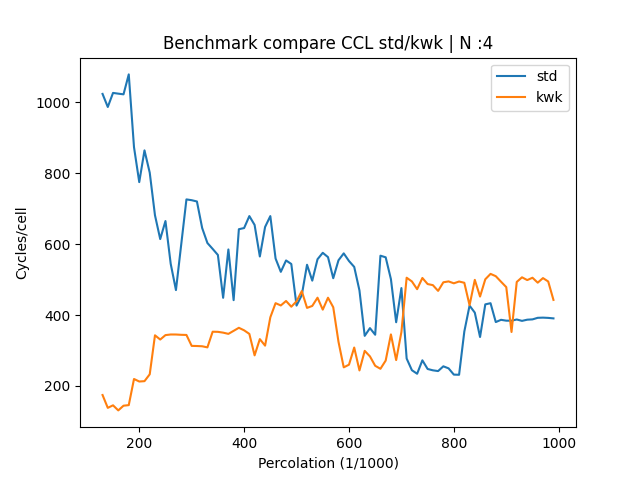 Benchmark compare CCL std/kwk | N :4
std
kwk
1000
800
600
400
200
Cycles/cell
200 400 600 800 1000
Percolation (1/1000)